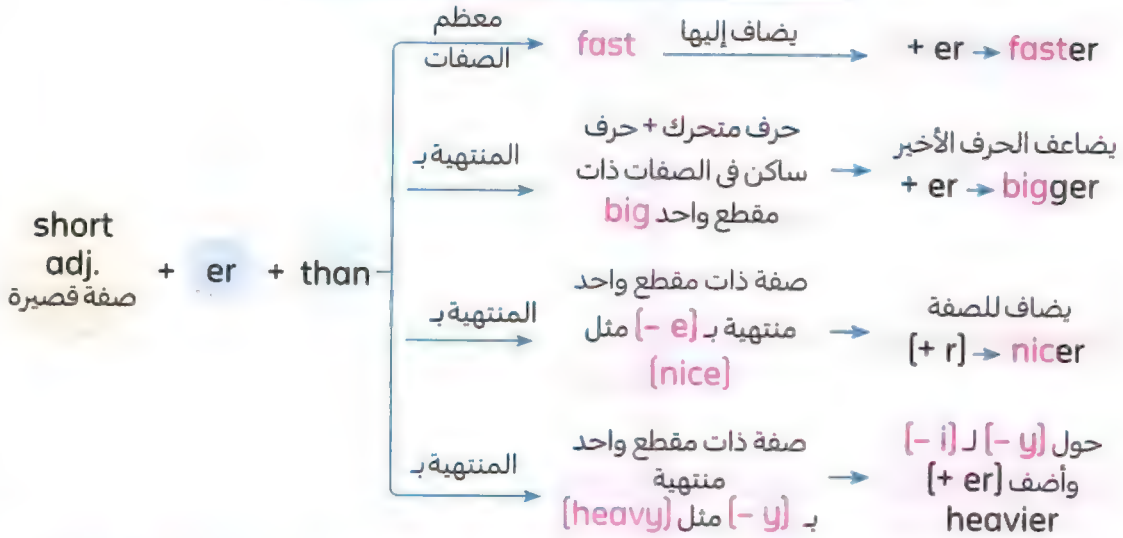 short
adj.
صفة قصيرة
+ er + than
معظم
الصفات
fast
يضاف إليها
+ er → faster
المنتهية بـ
حرف متحرك + حرف
ساكن فى الصفات ذات
مقطع واحد big
يضاعف الحرف الأخير
+ er → bigger
المنتهية بـ
صفة ذات مقطع واحد
منتهية بـ (- e) مثل
(nice)
يضاف للصفة
(+ r) → nicer
المنتهية بـ
صفة ذات مقطع واحد
منتهية
بـ (- y) مثل (heavy)
حول (- y) لـ (- i)
وأضف (+ er)
heavier